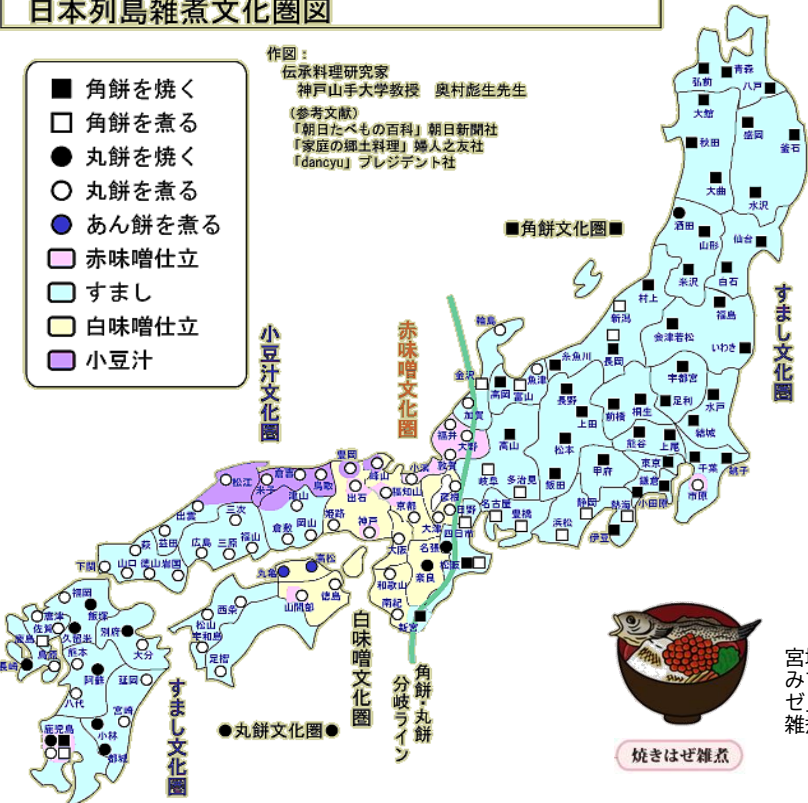 日本列島雑煮文化圏図
作図：
伝承料理研究家
神戸山手大学教授　奥村彪生先生
（参考文献）
「朝日たべもの百科」朝日新聞社
「家庭の郷土料理」婦人之友社
「dancyu」プレジデント社
■ 角餅を焼く
□ 角餅を煮る
● 丸餅を焼く
○ 丸餅を煮る
あん餅を煮る
赤味噌仕立
すまし
白味噌仕立
小豆汁
■角餅文化圏■
すまし文化圏
小豆汁文化圏
赤味噌文化圏
白味噌文化圏
すまし文化圏
●丸餅文化圏●
角餅・丸餅
分岐ライン
青森
弘前
八戸
大館
盛岡
秋田
釜石
大曲
水沢
酒田
山形
仙台
米沢
白石
村上
福島
新潟
会津若松
いわき
長岡
糸魚川
宇都宮
輪島
金沢
高岡
富山
魚津
加賀
長野
上田
前橋
桐生
足利
水戸
結城
福井
大野
高山
松本
熊谷
上尾
敦賀
小浜
岐阜
多治見
飯田
甲府
東京
千葉
銚子
鎌倉
小田原
市原
名古屋
豊橋
浜松
静岡
熱海
伊豆
豊岡
峰山
出石
福知山
京都
彦根
日野
大津
四日市
神戸
大阪
名張
松阪
奈良
和歌山
南紀
新宮
松江
米子
倉吉
鳥取
津山
出雲
三次
姫路
岡山
倉敷
福山
三原
広島
益田
萩
山口
徳山
岩国
下関
高松
丸亀
徳島
山間部
西条
松山
宇和島
足摺
福岡
唐津
飯塚
佐賀
久留米
別府
大分
鹿島
島原
熊本
長崎
阿蘇
延岡
八代
宮崎
小林
鹿児島
都城
焼きはぜ雑煮
宮城
み
ゼ
雑煮